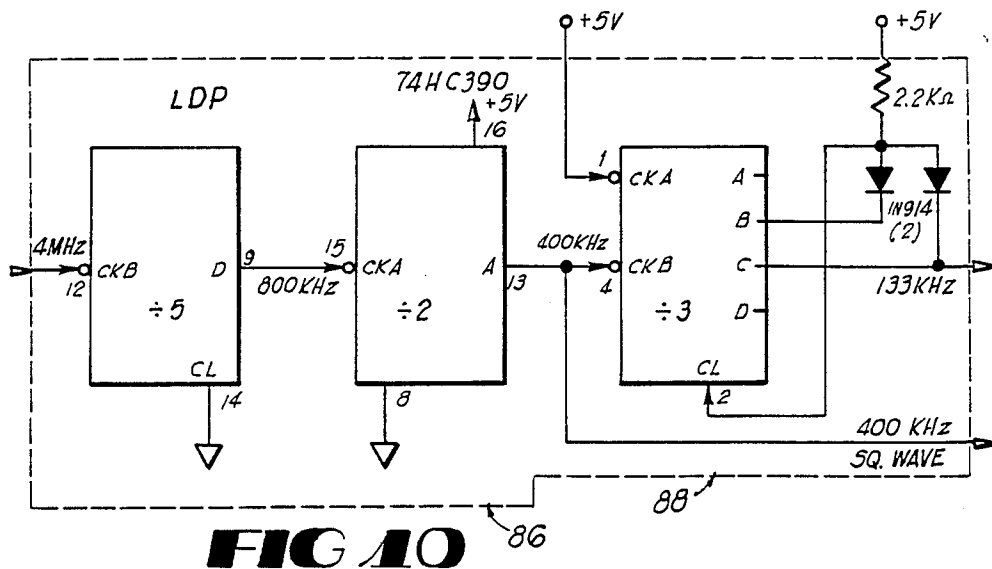 +5V
+5V
LDP
74HC390
+5V
16
2.2KΩ
1
CKA
A
1N914
(2)
B
4MHZ
12
CKB
D
9
800KHZ
15
CKA
A
13
400KHZ
4
CKB
C
133KHZ
÷5
÷2
÷3
D
CL
14
8
CL
2
400 KHZ
SQ. WAVE
86
88
FIG 10